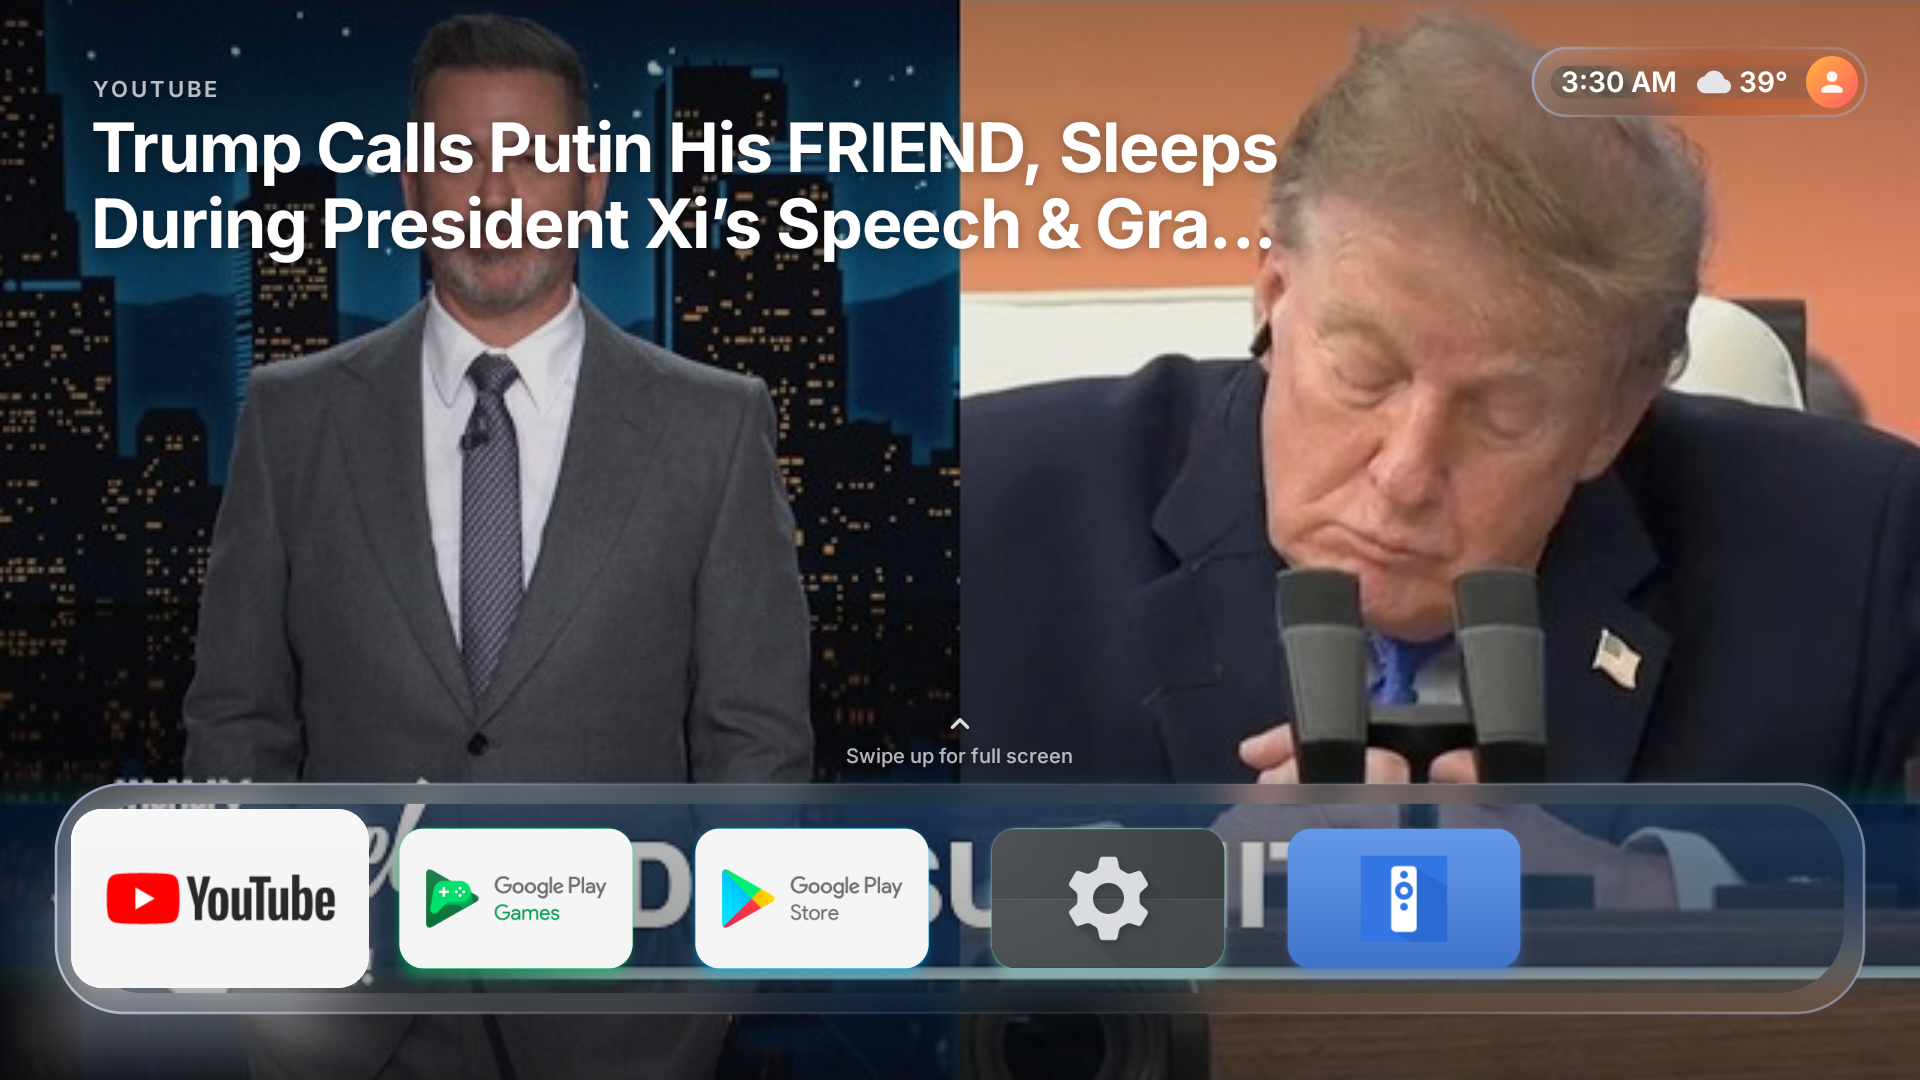 YOUTUBE
Trump Calls Putin His FRIEND, Sleeps
During President Xi's Speech & Gra...
3:30 AM 39°
Swipe up for full screen
YouTube
Google Play
Games
Google Play
Store